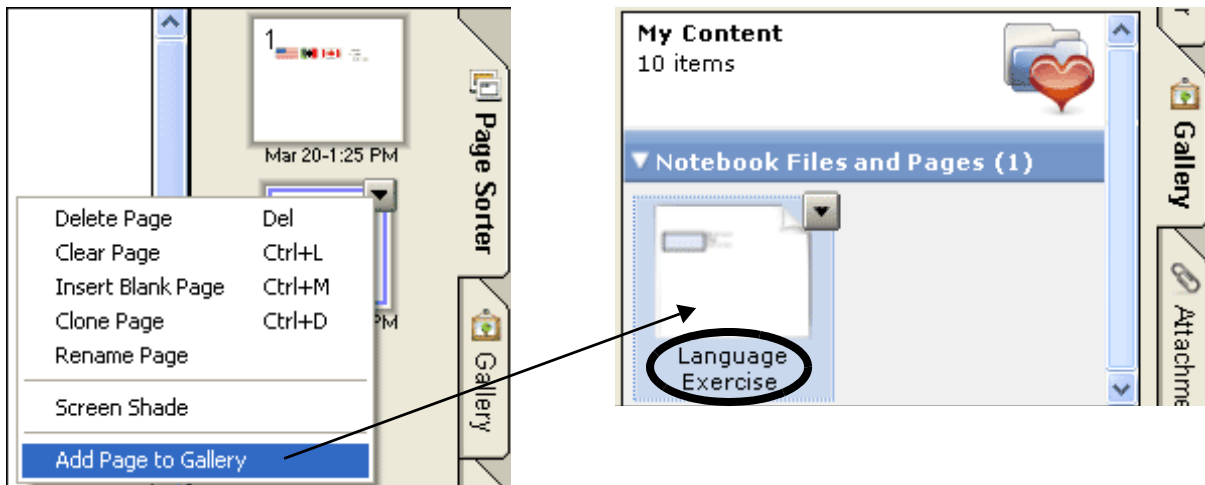 1
Mar 20-1:25 PM
Delete Page Del
Clear Page Ctrl+L
Insert Blank Page Ctrl+M
Clone Page Ctrl+D
PM
Rename Page
Screen Shade
Add Page to Gallery
Page Sorter
Gallery
My Content
10 items
Notebook Files and Pages (1)
Language
Exercise
Gallery
Attachme